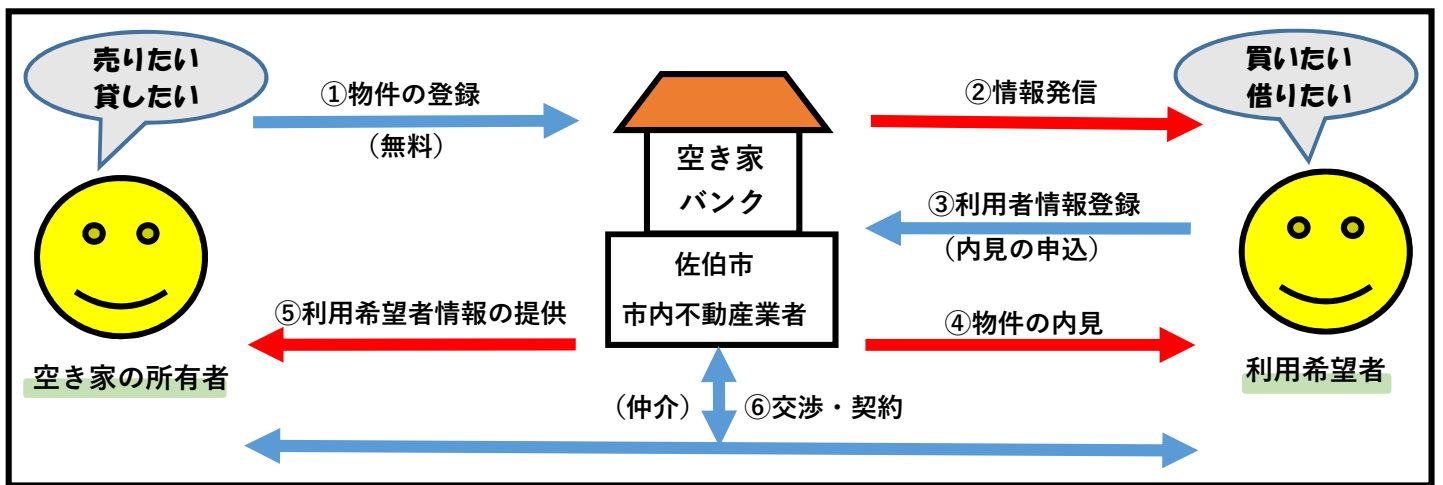 売りたい
貸したい
①物件の登録
（無料）
空き家
バンク
佐伯市
市内不動産業者
②情報発信
買いたい
借りたい
③利用者情報登録
（内見の申込）
⑤利用希望者情報の提供
④物件の内見
空き家の所有者
利用希望者
（仲介）
⑥交渉・契約